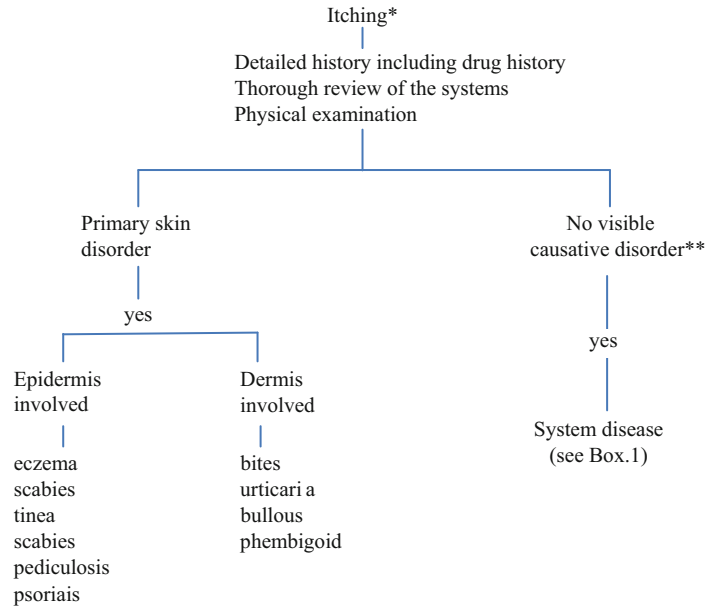 Itching*
Detailed history including drug history
Thorough review of the systems
Physical examination
Primary skin
disorder
No visible
causative disorder**
yes
yes
Epidermis
involved
Dermis
involved
System disease
(see Box.1)
eczema
scabies
tinea
scabies
pediculosis
psoriais
bites
urticari a
bullous
phembigoid